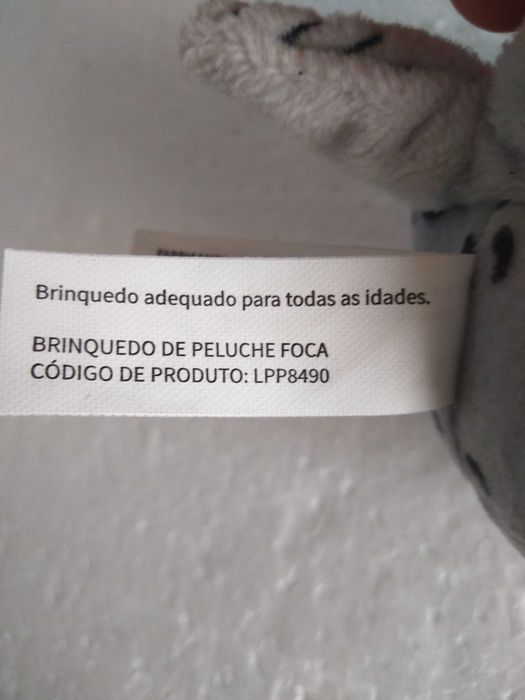 Brinquedo adequado para todas as idades.
BRINQUEDO DE PELUCHE FOCA
CÓDIGO DE PRODUTO: LPP8490